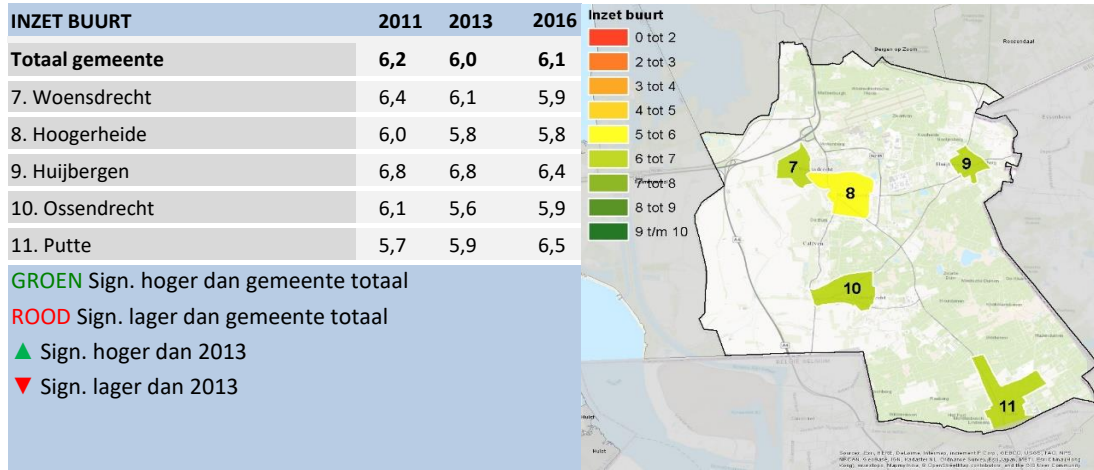 INZET BUURT 2011 2013 2016
Totaal gemeente 6,2 6,0 6,1
7. Woensdrecht 6,4 6,1 5,9
8. Hoogerheide 6,0 5,8 5,8
9. Huijbergen 6,8 6,8 6,4
10. Ossendrecht 6,1 5,6 5,9
11. Putte 5,7 5,9 6,5
GROEN Sign. hoger dan gemeente totaal
ROOD Sign. lager dan gemeente totaal
▲ Sign. hoger dan 2013
▼ Sign. lager dan 2013
Inzet buurt
0 tot 2
2 tot 3
3 tot 4
4 tot 5
5 tot 6
6 tot 7
7 tot 8
8 tot 9
9 t/m 10
Roosendaal
Bergen op Zoom
7
8
9
10
11
Hulst
Hulst